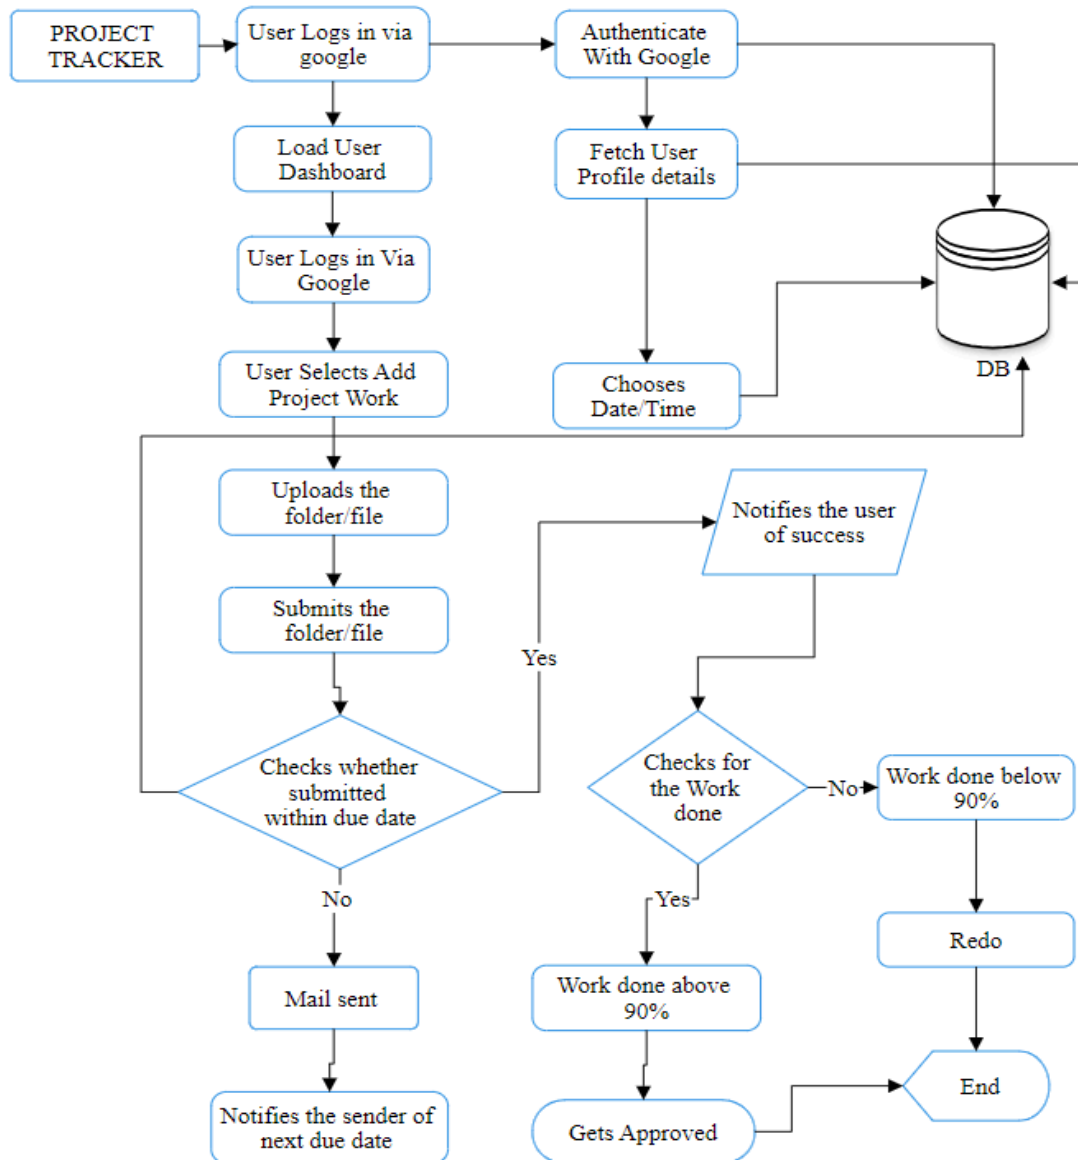 PROJECT
TRACKER
User Logs in via
google
Authenticate
With Google
Load User
Dashboard
Fetch User
Profile details
User Logs in Via
Google
User Selects Add
Project Work
Chooses
Date/Time
DB
Uploads the
folder/file
Notifies the user
of success
Submits the
folder/file
Yes
Checks whether
submitted
within due date
Checks for
the Work
done
No
Work done below
90%
No
Yes
Redo
Mail sent
Work done above
90%
Notifies the sender of
next due date
Gets Approved
End